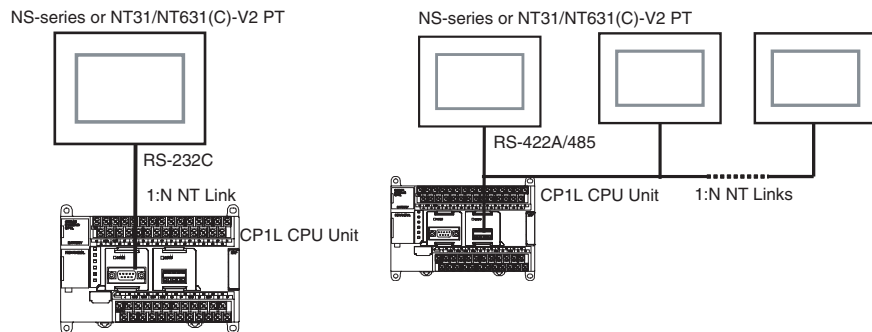 NS-series or NT31/NT631(C)-V2 PT
RS-232C
1:N NT Link
CP1L CPU Unit
NS-series or NT31/NT631(C)-V2 PT
RS-422A/485
CP1L CPU Unit
1:N NT Links